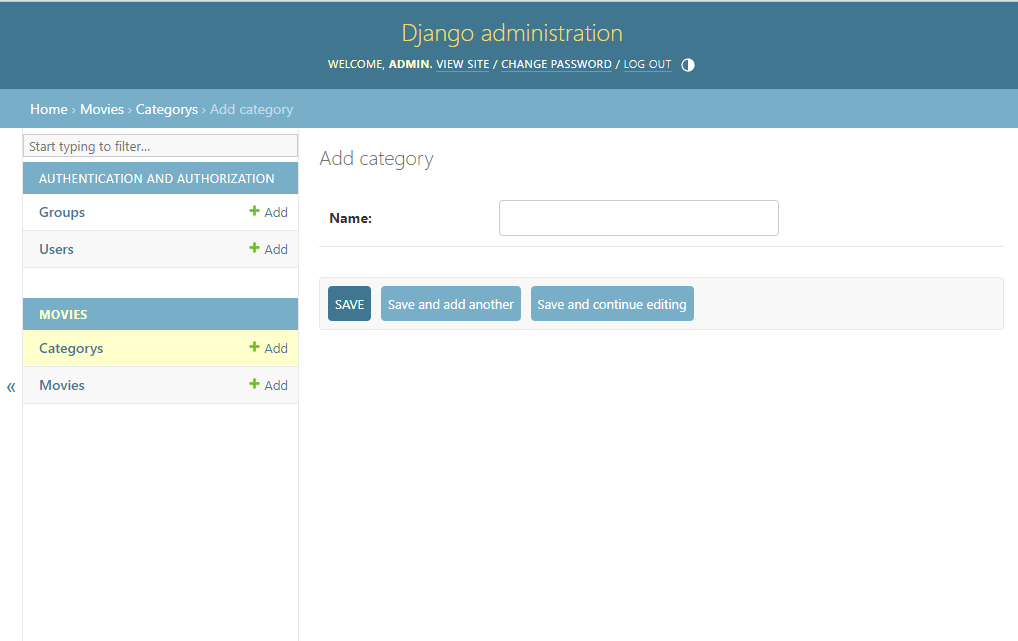 Django administration
WELCOME, ADMIN. VIEW SITE / CHANGE PASSWORD / LOG OUT
Home › Movies › Categorys › Add category
Start typing to filter...
AUTHENTICATION AND AUTHORIZATION
Groups + Add
Users + Add
MOVIES
Categorys + Add
Movies + Add
«
Add category
Name:
SAVE Save and add another Save and continue editing